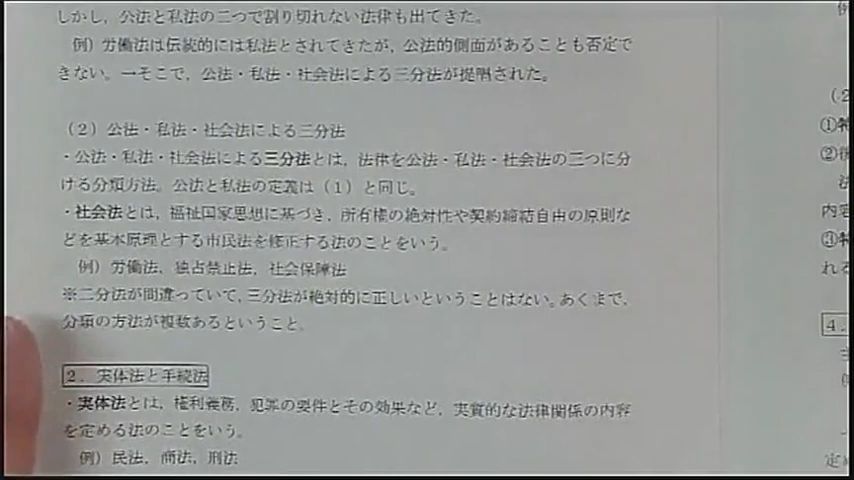 しかし，公法と私法の二つで割り切れない法律も出てきた。
例）労働法は伝統的には私法とされてきたが，公法的側面があることも否定で
きない。→そこで，公法・私法・社会法による三分法が提唱された。
（2）公法・私法・社会法による三分法
・公法・私法・社会法による三分法とは，法律を公法・私法・社会法の三つに分
ける分類方法。公法と私法の定義は（1）と同じ。
・社会法とは，福祉国家思想に基づき，所有権の絶対性や契約締結自由の原則な
どを基本原理とする市民法を修正する法のことをいう。
例）労働法，独占禁止法，社会保障法
※二分法が間違っていて，三分法が絶対的に正しいということはない。あくまで，
分類の方法が複数あるということ。
2．実体法と手続法
・実体法とは，権利義務，犯罪の要件とその効果など，実質的な法律関係の内容
を定める法のことをいう。
例）民法，商法，刑法
例
（2
①
②
法
内容
③
れる
4．
定め